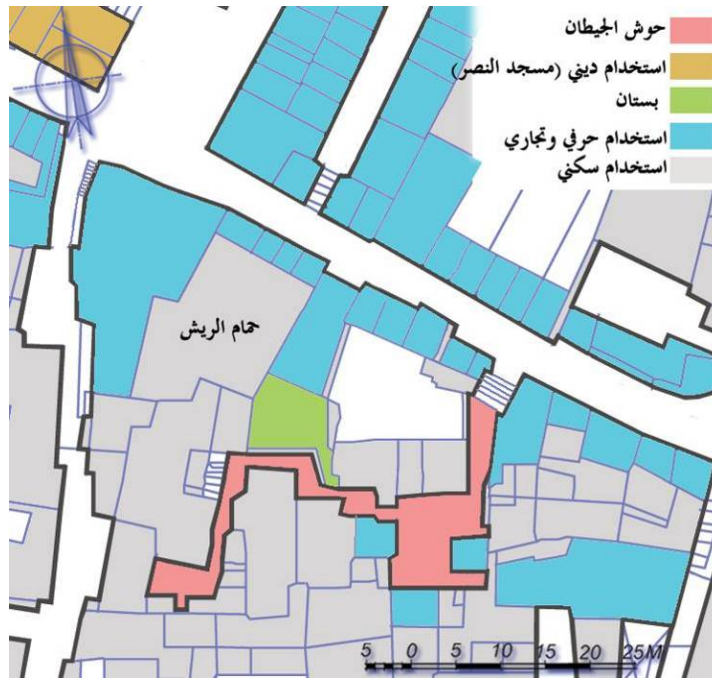 حوش الجيطان
استخدام ديني (مسجد النصر)
بستان
استخدام حرفي وتجاري
استخدام سكني
حمام الريش
5 0 5 10 15 20 25M